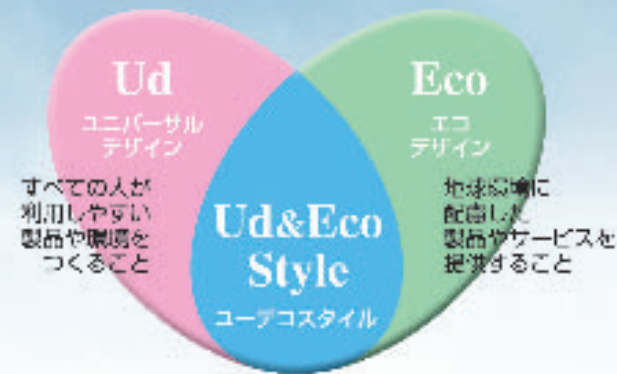 Ud
ユニバーサル
デザイン
すべての人が
利用しやすい
製品や環境を
つくること
Eco
エコ
デザイン
地球環境に
配慮した
製品やサービスを
提供すること
Ud&Eco
Style
ユーデコスタイル